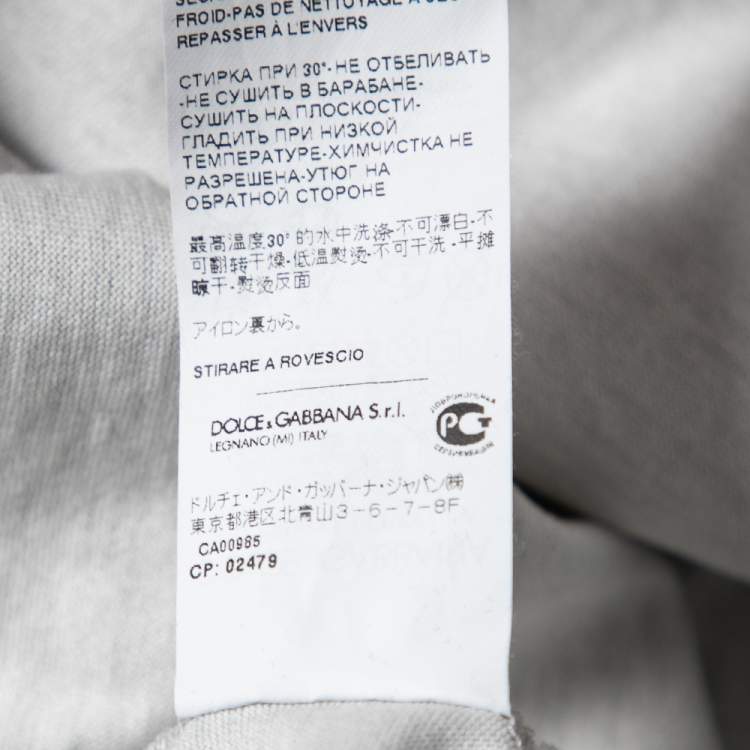 FROID-PAS DE NETTOYAGE À SEC
REPASSER À L'ENVERS
СТИРКА ПРИ 30°-НЕ ОТБЕЛИВАТЬ
-НЕ СУШИТЬ В БАРАБАНЕ-
СУШИТЬ НА ПЛОСКОСТИ-
ГЛАДИТЬ ПРИ НИЗКОЙ
ТЕМПЕРАТУРЕ-ХИМЧИСТКА НЕ
РАЗРЕШЕНА-УТЮГ НА
ОБРАТНОЙ СТОРОНЕ
最高温度30°的水中洗涤-不可漂白-不
可翻转干燥-低温熨烫-不可干洗-平摊
晾干-熨烫反面
アイロン裏から。
STIRARE A ROVESCIO
DOLCE & GABBANA S.r.l.
LEGNANO (MI) ITALY
ДОБРОВОЛЬНАЯ
РСТ
СЕРТИФИКАЦИЯ
ドルチェ・アンド・ガッバーナ・ジャパン㈱
東京都港区北青山3-6-7-8F
CA00985
CP: 02479